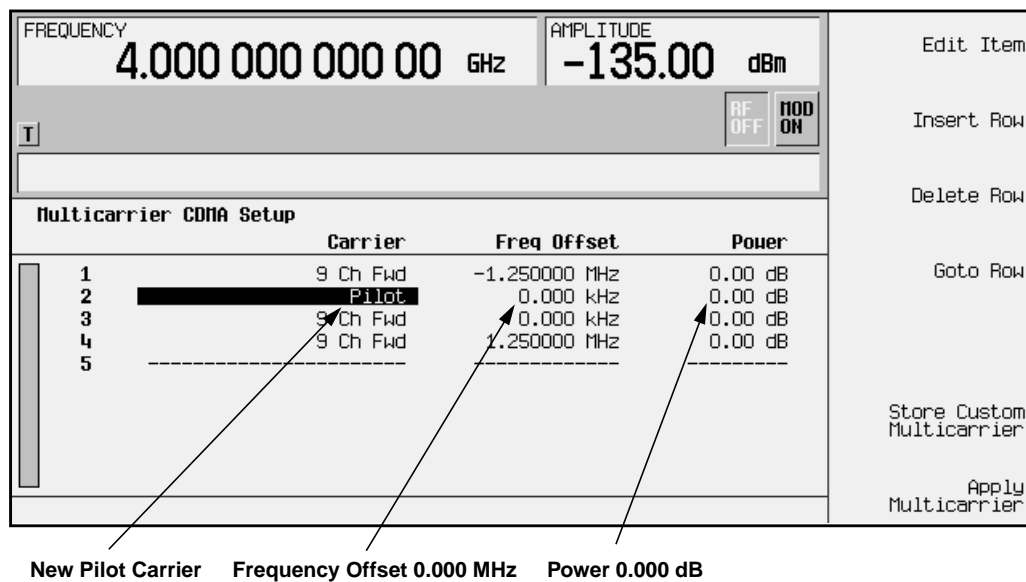 FREQUENCY
4.000 000 000 00 GHz
AMPLITUDE
-135.00 dBm
RF OFF
MOD ON
T
Multicarrier CDMA Setup
Carrier Freq Offset Power
1 9 Ch Fwd -1.250000 MHz 0.00 dB
2 Pilot 0.000 kHz 0.00 dB
3 9 Ch Fwd 0.000 kHz 0.00 dB
4 9 Ch Fwd 1.250000 MHz 0.00 dB
5 -------------------- ------------- ---------
Edit Item
Insert Row
Delete Row
Goto Row
Store Custom
Multicarrier
Apply
Multicarrier
New Pilot Carrier Frequency Offset 0.000 MHz Power 0.000 dB